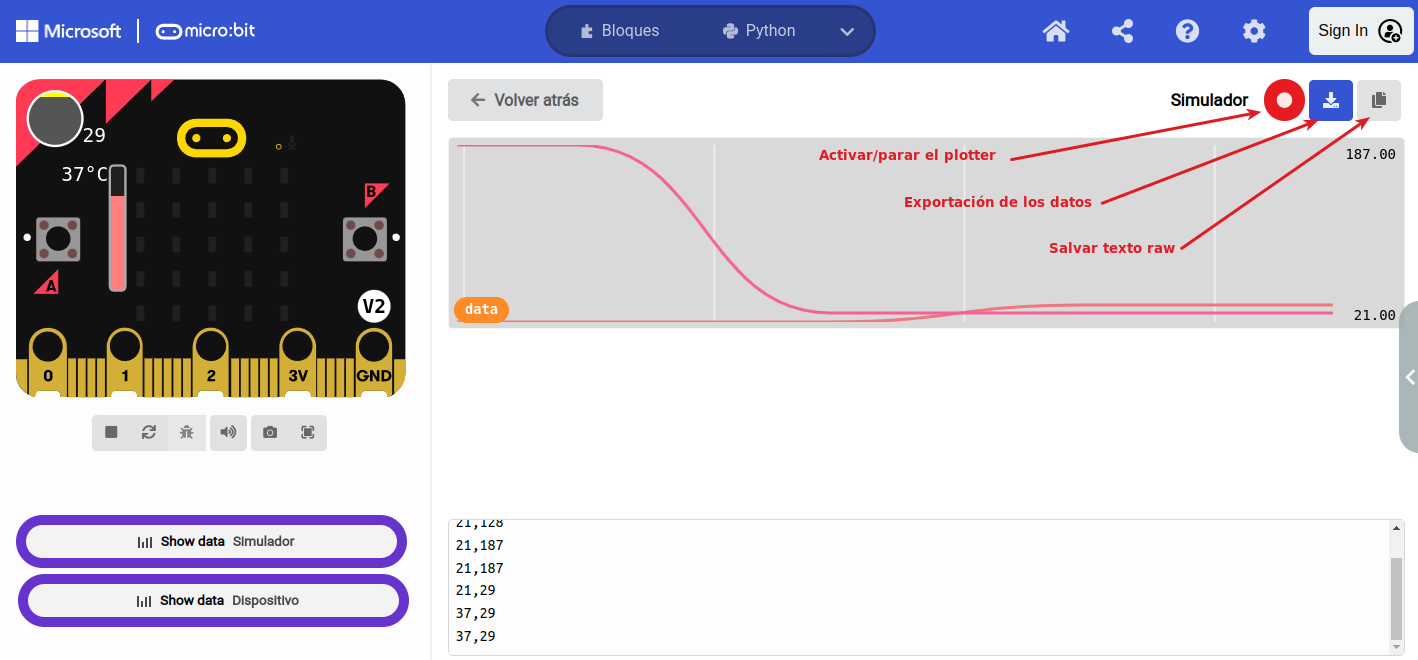 Microsoft micro:bit
Bloques Python
Sign In
29
37°C
B
A
V2
0 1 2 3V GND
Show data Simulador
Show data Dispositivo
Volver atrás
Simulador
Activar/parar el plotter
187.00
Exportación de los datos
Salvar texto raw
data
21.00
21,128
21,187
21,187
21,29
37,29
37,29